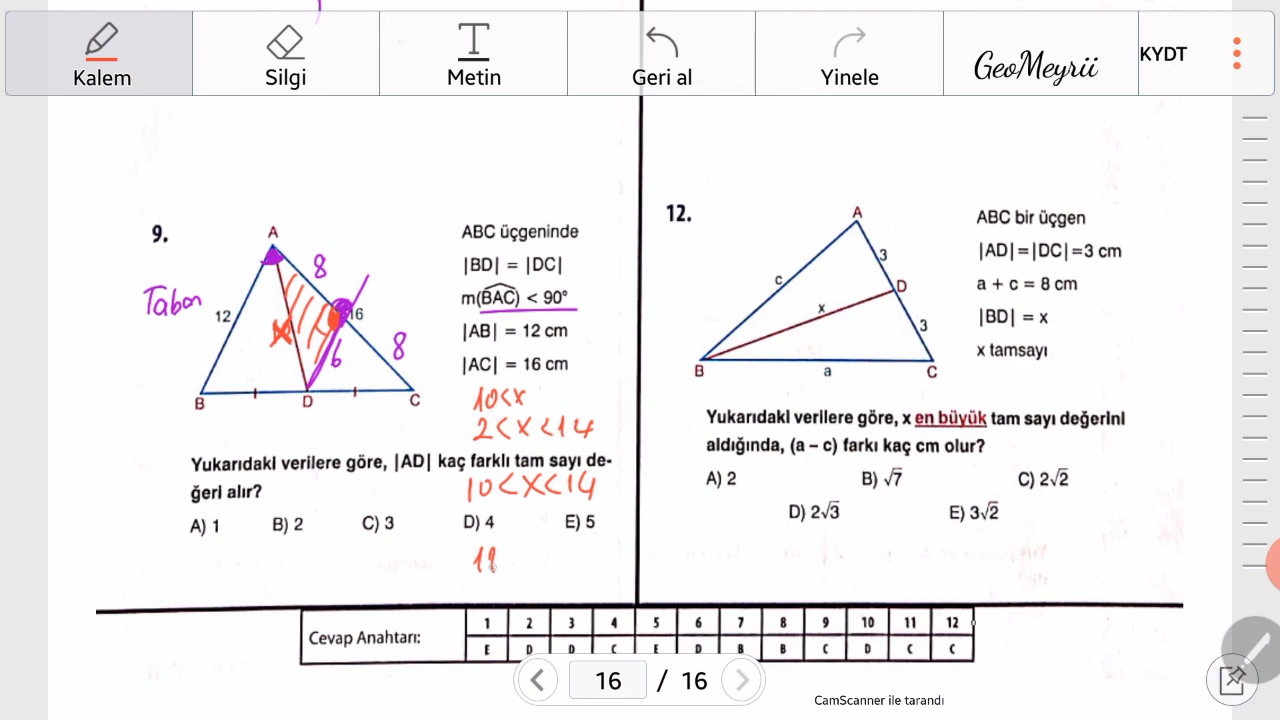 Kalem
Silgi
Metin
Geri al
Yinele
GeoMeyrii
KYDT
9.
A
8
Taban
12
16
x
6
8
B
D
C
ABC üçgeninde
|BD| = |DC|
m(BAC) < 90°
|AB| = 12 cm
|AC| = 16 cm
10<x
2<x<14
Yukarıdaki verilere göre, |AD| kaç farklı tam sayı de-
ğeri alır?
10<x<14
A) 1 B) 2 C) 3 D) 4 E) 5
12.
A
3
c
D
x
3
B
a
C
ABC bir üçgen
|AD|=|DC|=3 cm
a + c = 8 cm
|BD| = x
x tamsayı
Yukarıdaki verilere göre, x en büyük tam sayı değerini
aldığında, (a – c) farkı kaç cm olur?
A) 2 B) √7 C) 2√2
D) 2√3 E) 3√2
Cevap Anahtarı:
1 2 3 4 5 6 7 8 9 10 11 12
E D D C E D B B C D C C
16 / 16
CamScanner ile tarandı